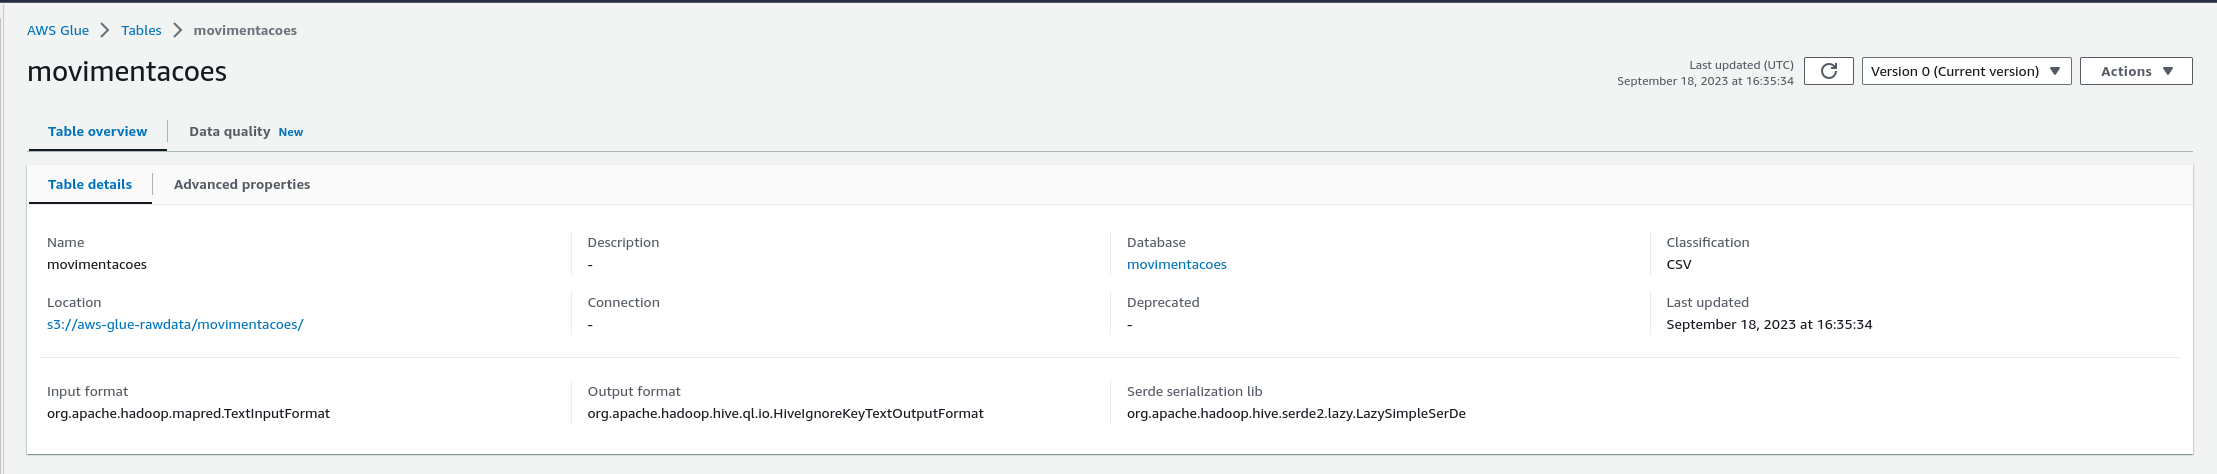 AWS Glue > Tables > movimentacoes
movimentacoes
Last updated (UTC)
September 18, 2023 at 16:35:34
Version 0 (Current version)
Actions
Table overview
Data quality New
Table details
Advanced properties
Name
movimentacoes
Description
-
Database
movimentacoes
Classification
CSV
Location
s3://aws-glue-rawdata/movimentacoes/
Connection
-
Deprecated
-
Last updated
September 18, 2023 at 16:35:34
Input format
org.apache.hadoop.mapred.TextInputFormat
Output format
org.apache.hadoop.hive.ql.io.HiveIgnoreKeyTextOutputFormat
Serde serialization lib
org.apache.hadoop.hive.serde2.lazy.LazySimpleSerDe